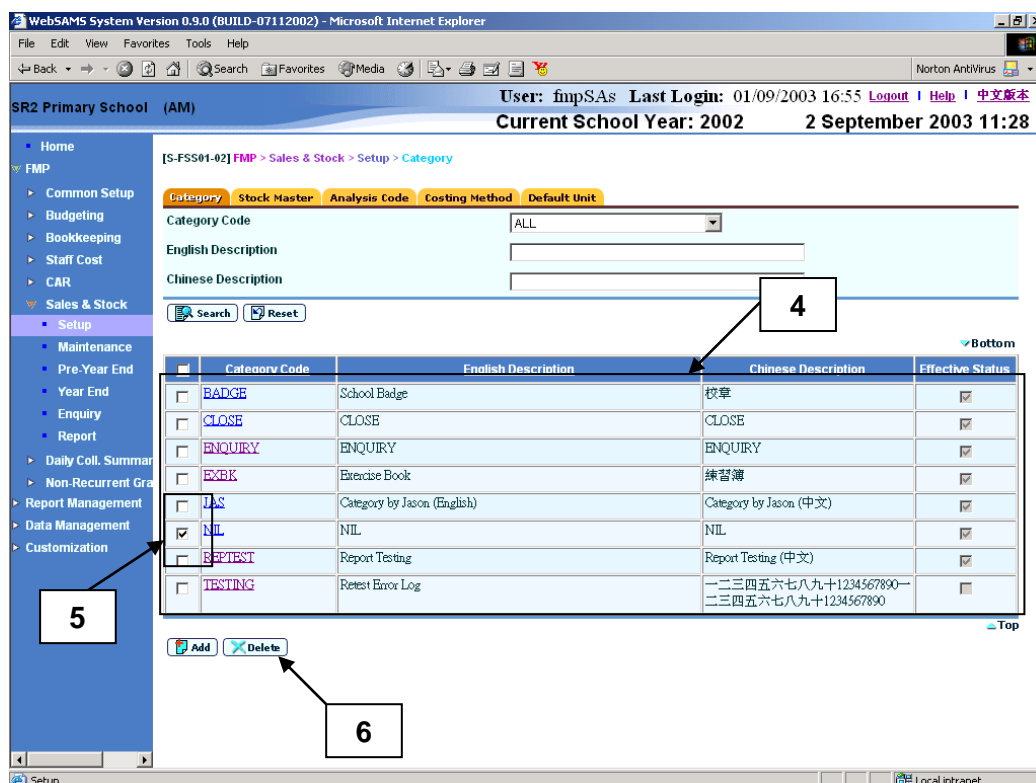 WebSAMS System Version 0.9.0 (BUILD-07112002) - Microsoft Internet Explorer
File Edit View Favorites Tools Help
Back Search Favorites Media Norton AntiVirus
SR2 Primary School (AM)
User: fmpSAs Last Login: 01/09/2003 16:55 Logout | Help | 中文版本
Current School Year: 2002 2 September 2003 11:28
Home
FMP
Common Setup
Budgeting
Bookkeeping
Staff Cost
CAR
Sales & Stock
Setup
Maintenance
Pre-Year End
Year End
Enquiry
Report
Daily Coll. Summar
Non-Recurrent Gra
Report Management
Data Management
Customization
[S-FSS01-02] FMP > Sales & Stock > Setup > Category
Category Stock Master Analysis Code Costing Method Default Unit
Category Code ALL
English Description
Chinese Description
Search Reset
4
Bottom
Category Code English Description Chinese Description Effective Status
BADGE School Badge 校章
CLOSE CLOSE CLOSE
ENQUIRY ENQUIRY ENQUIRY
EXBK Exercise Book 練習簿
JAS Category by Jason (English) Category by Jason (中文)
NIL NIL NIL
REPTEST Report Testing Report Testing (中文)
TESTING Retest Error Log 一二三四五六七八九十1234567890一
二三四五六七八九十1234567890
5
Top
Add Delete
6
Setup Local intranet